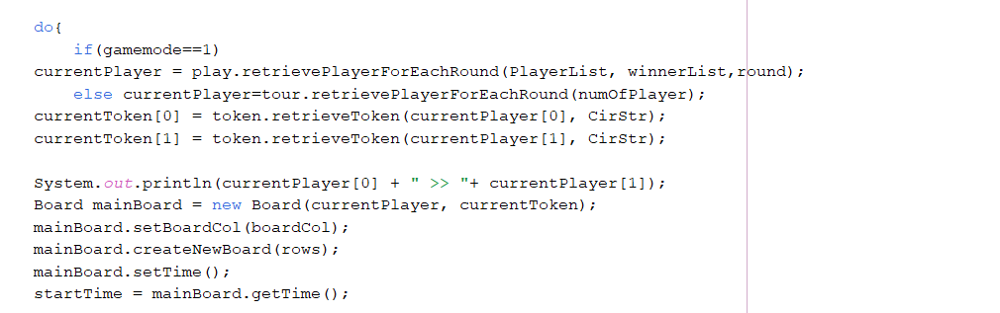 do{
if(gamemode==1)
currentPlayer = play.retrievePlayerForEachRound(PlayerList, winnerList,round);
else currentPlayer=tour.retrievePlayerForEachRound(numOfPlayer);
currentToken[0] = token.retrieveToken(currentPlayer[0], CirStr);
currentToken[1] = token.retrieveToken(currentPlayer[1], CirStr);
System.out.println(currentPlayer[0] + " >> "+ currentPlayer[1]);
Board mainBoard = new Board(currentPlayer, currentToken);
mainBoard.setBoardCol(boardCol);
mainBoard.createNewBoard(rows);
mainBoard.setTime();
startTime = mainBoard.getTime();